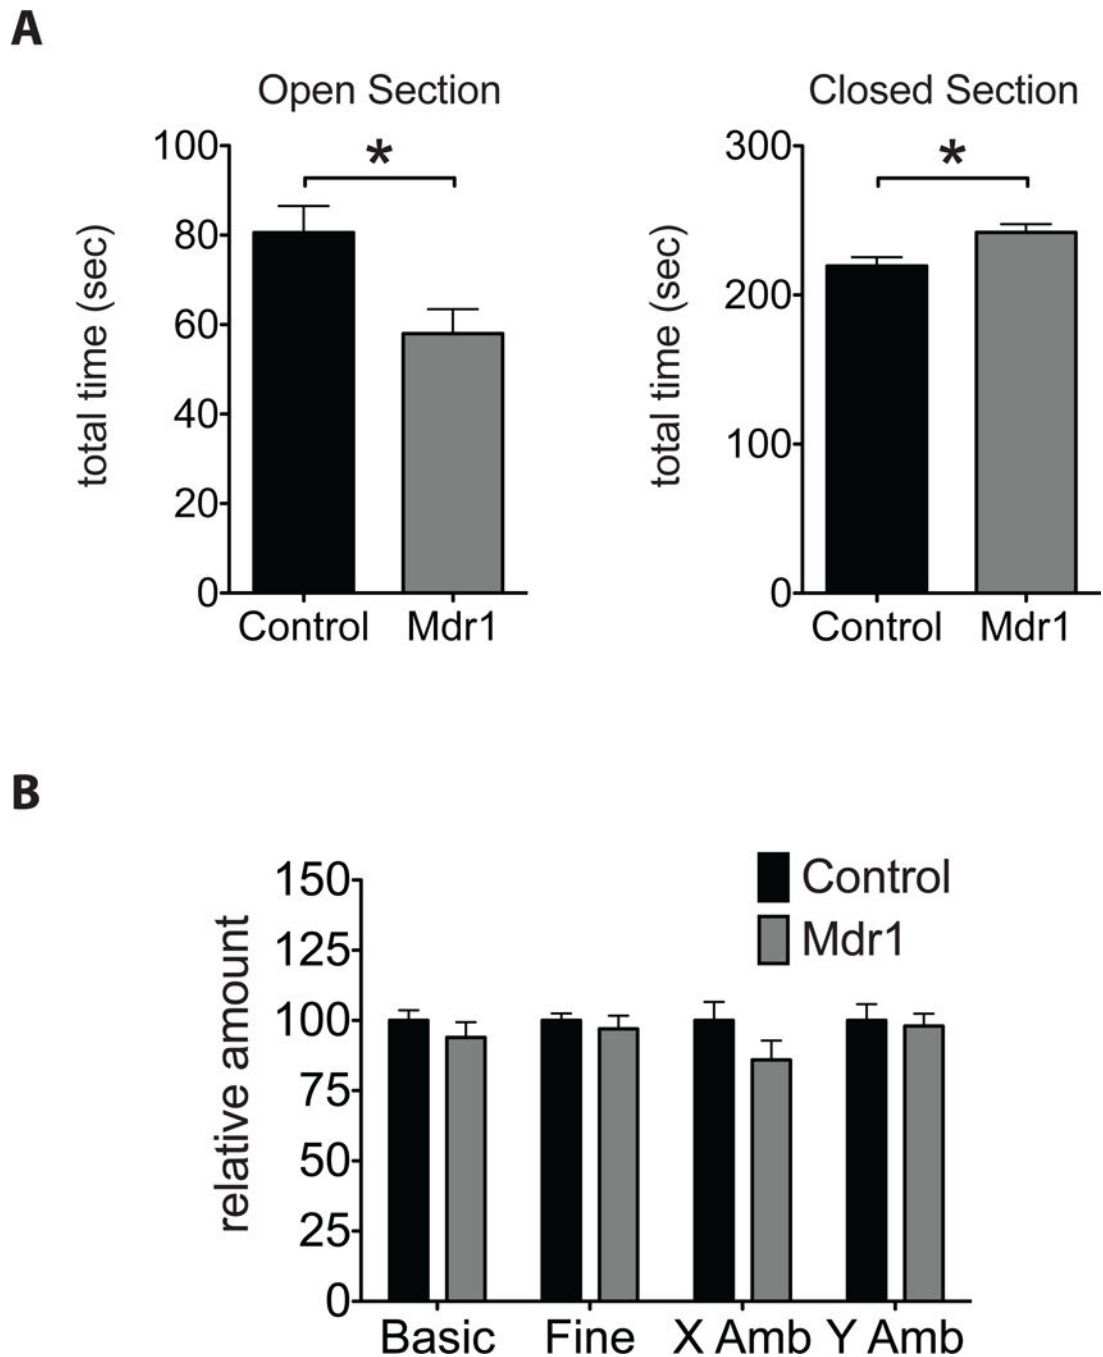 A
Open Section
Closed Section
*
*
total time (sec)
100
80
60
40
20
0
Control Mdr1
total time (sec)
300
200
100
0
Control Mdr1
B
Control
Mdr1
relative amount
150
125
100
75
50
25
0
Basic Fine X Amb Y Amb